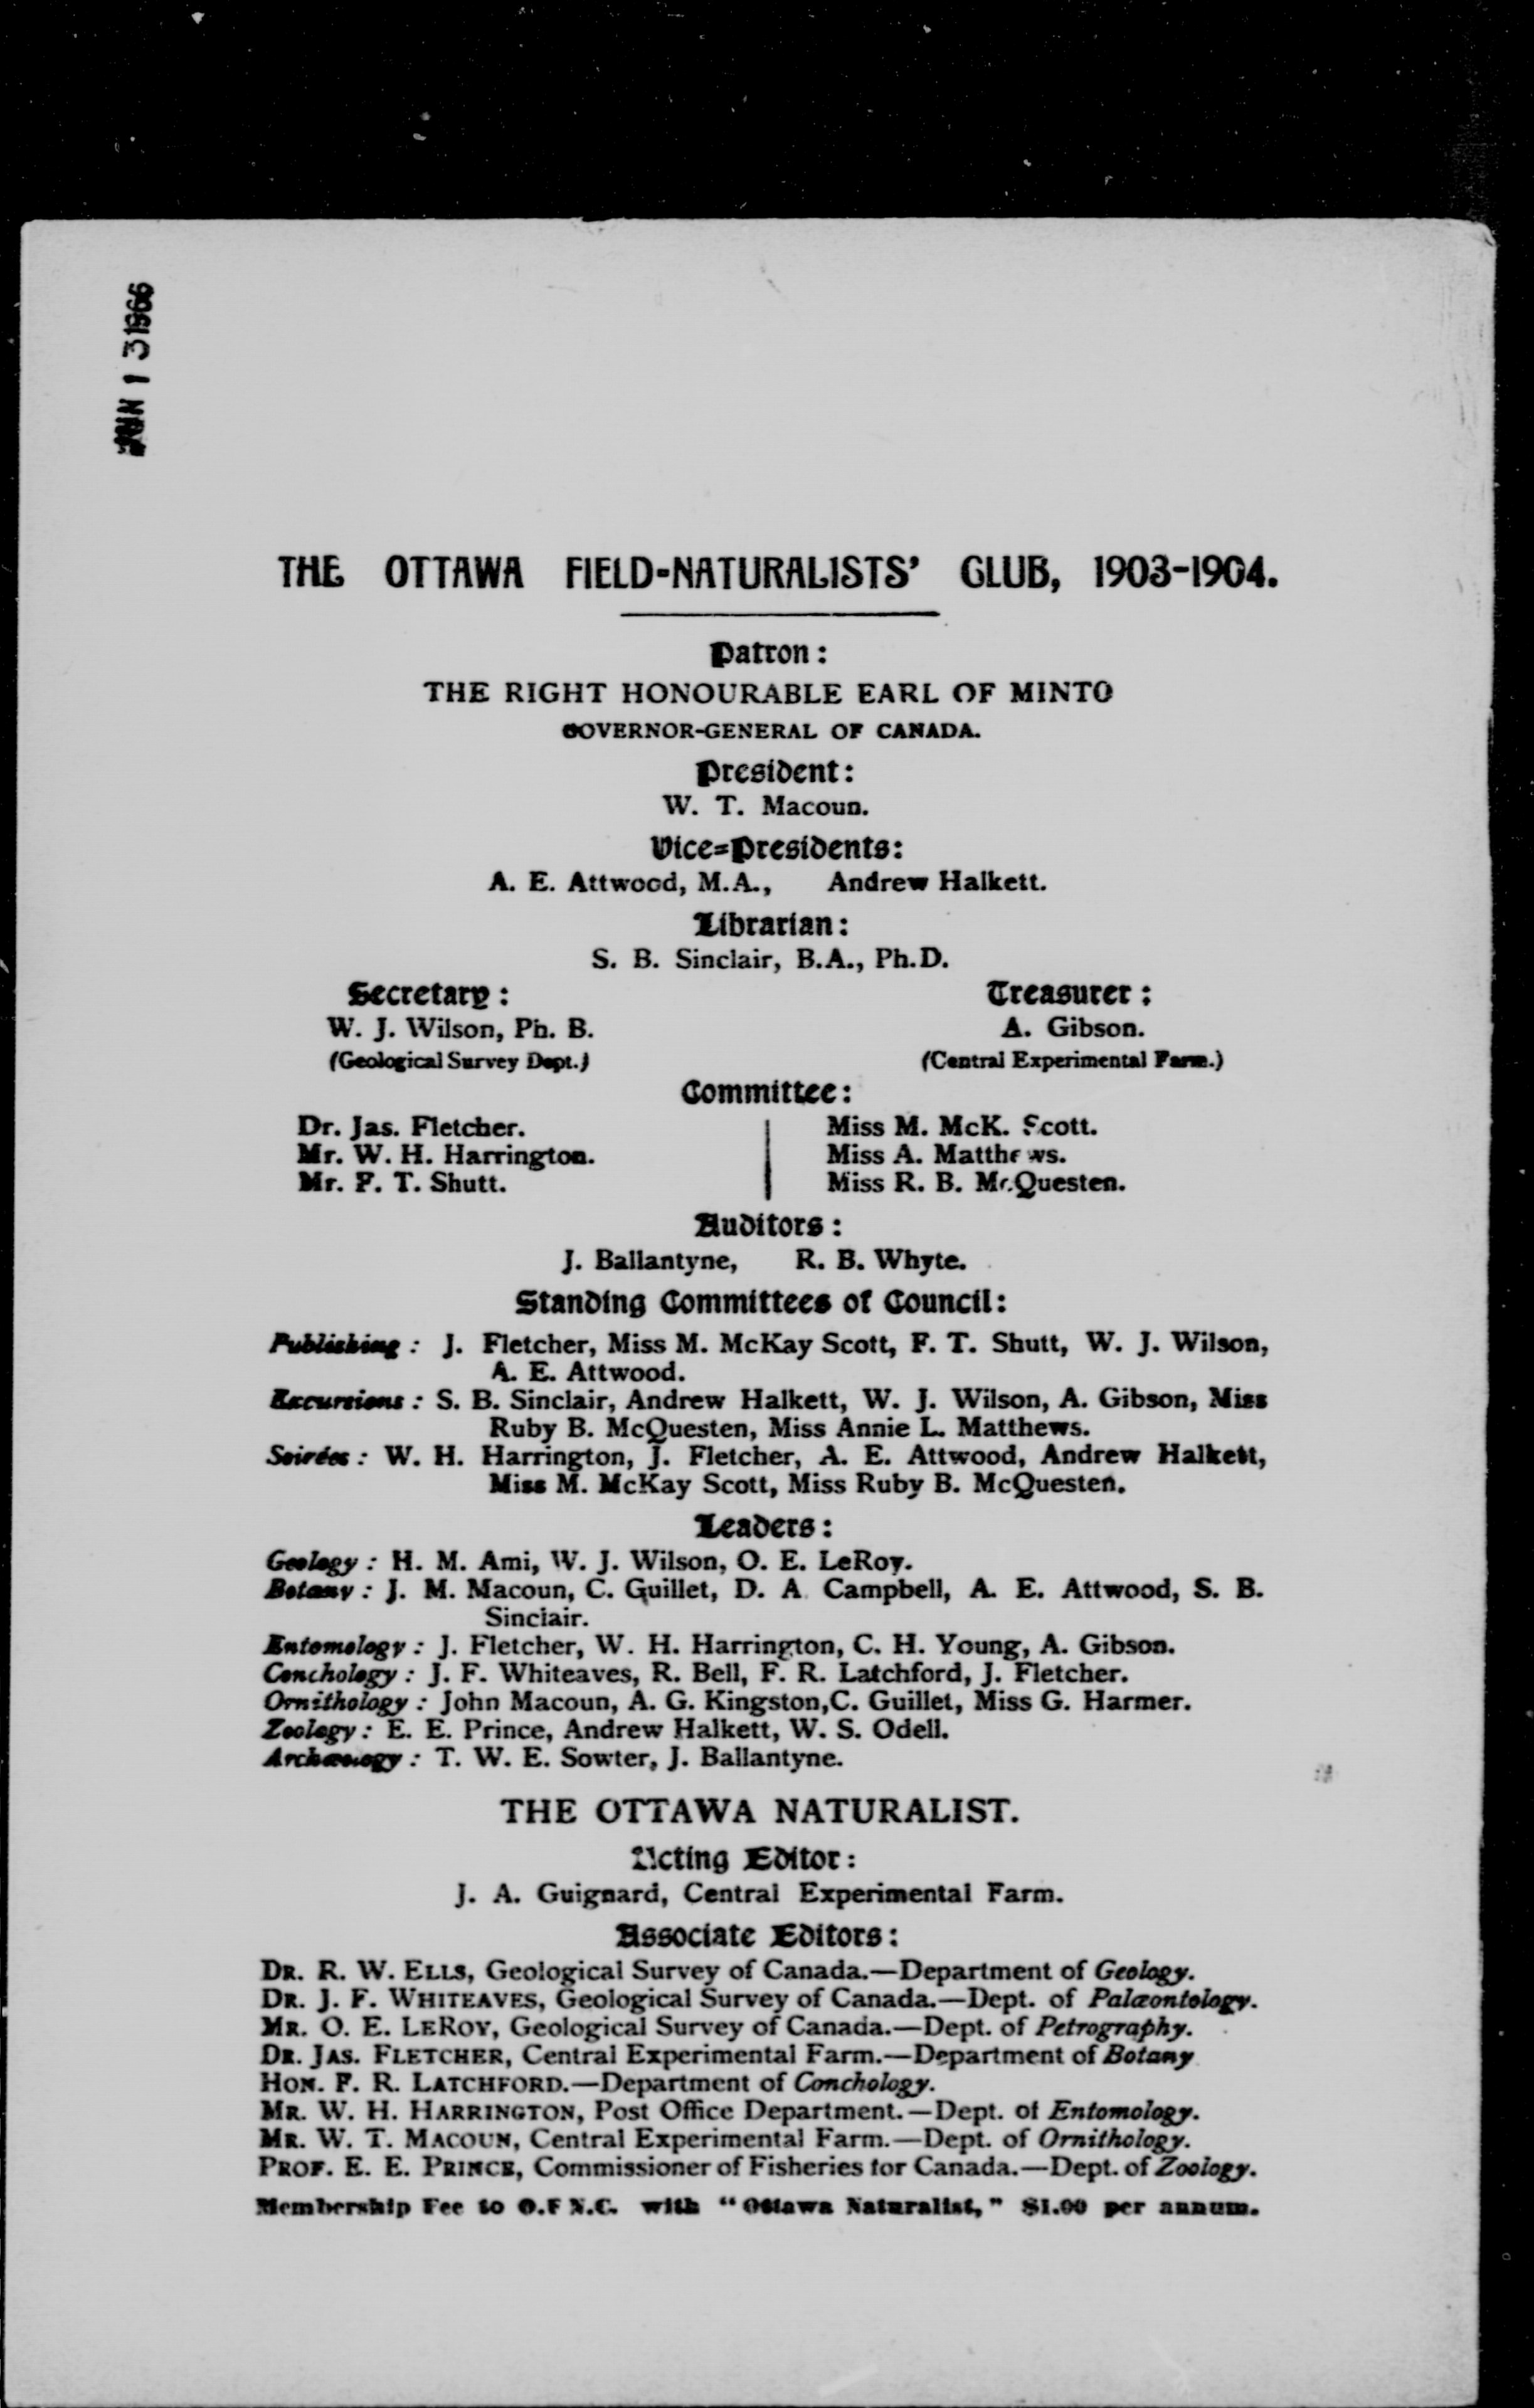 JUN 1 3 1966
THE OTTAWA FIELD-NATURALISTS' CLUB, 1903-1904.
Patron:
THE RIGHT HONOURABLE EARL OF MINTO
GOVERNOR-GENERAL OF CANADA.
President:
W. T. Macoun.
Vice-Presidents:
A. E. Attwood, M.A., Andrew Halkett.
Librarian:
S. B. Sinclair, B.A., Ph.D.
Secretary: Treasurer:
W. J. Wilson, Ph. B. A. Gibson.
(Geological Survey Dept.) (Central Experimental Farm.)
Committee:
Dr. Jas. Fletcher. Miss M. McK. Scott.
Mr. W. H. Harrington. Miss A. Matthews.
Mr. F. T. Shutt. Miss R. B. McQuesten.
Auditors:
J. Ballantyne, R. B. Whyte.
Standing Committees of Council:
Publishing: J. Fletcher, Miss M. McKay Scott, F. T. Shutt, W. J. Wilson,
A. E. Attwood.
Excursions: S. B. Sinclair, Andrew Halkett, W. J. Wilson, A. Gibson, Miss
Ruby B. McQuesten, Miss Annie L. Matthews.
Soirées: W. H. Harrington, J. Fletcher, A. E. Attwood, Andrew Halkett,
Miss M. McKay Scott, Miss Ruby B. McQuesten.
Leaders:
Geology: H. M. Ami, W. J. Wilson, O. E. LeRoy.
Botany: J. M. Macoun, C. Guillet, D. A. Campbell, A. E. Attwood, S. B.
Sinclair.
Entomology: J. Fletcher, W. H. Harrington, C. H. Young, A. Gibson.
Conchology: J. F. Whiteaves, R. Bell, F. R. Latchford, J. Fletcher.
Ornithology: John Macoun, A. G. Kingston, C. Guillet, Miss G. Harmer.
Zoology: E. E. Prince, Andrew Halkett, W. S. Odell.
Archæology: T. W. E. Sowter, J. Ballantyne.
THE OTTAWA NATURALIST.
Acting Editor:
J. A. Guignard, Central Experimental Farm.
Associate Editors:
DR. R. W. ELLS, Geological Survey of Canada.—Department of Geology.
DR. J. F. WHITEAVES, Geological Survey of Canada.—Dept. of Palæontology.
MR. O. E. LEROY, Geological Survey of Canada.—Dept. of Petrography.
DR. JAS. FLETCHER, Central Experimental Farm.—Department of Botany
HON. F. R. LATCHFORD.—Department of Conchology.
MR. W. H. HARRINGTON, Post Office Department.—Dept. of Entomology.
MR. W. T. MACOUN, Central Experimental Farm.—Dept. of Ornithology.
PROF. E. E. PRINCE, Commissioner of Fisheries for Canada.—Dept. of Zoology.
Membership Fee to O.F.N.C. with "Ottawa Naturalist," $1.00 per annum.